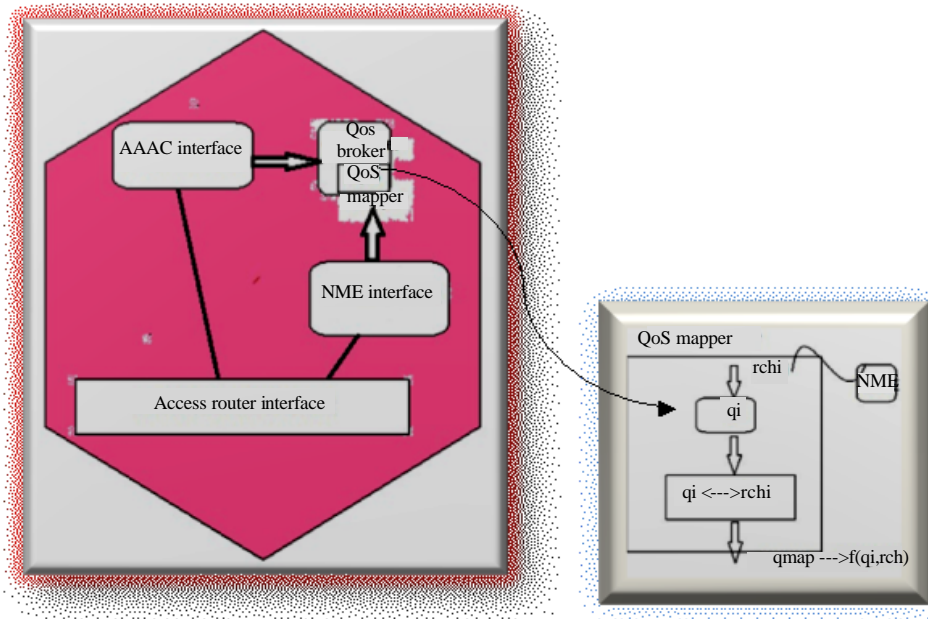 AAAC interface
Qos
broker
QoS
mapper
NME interface
Access router interface
QoS mapper
rchi
NME
qi
qi <--->rchi
qmap --->f(qi,rch)